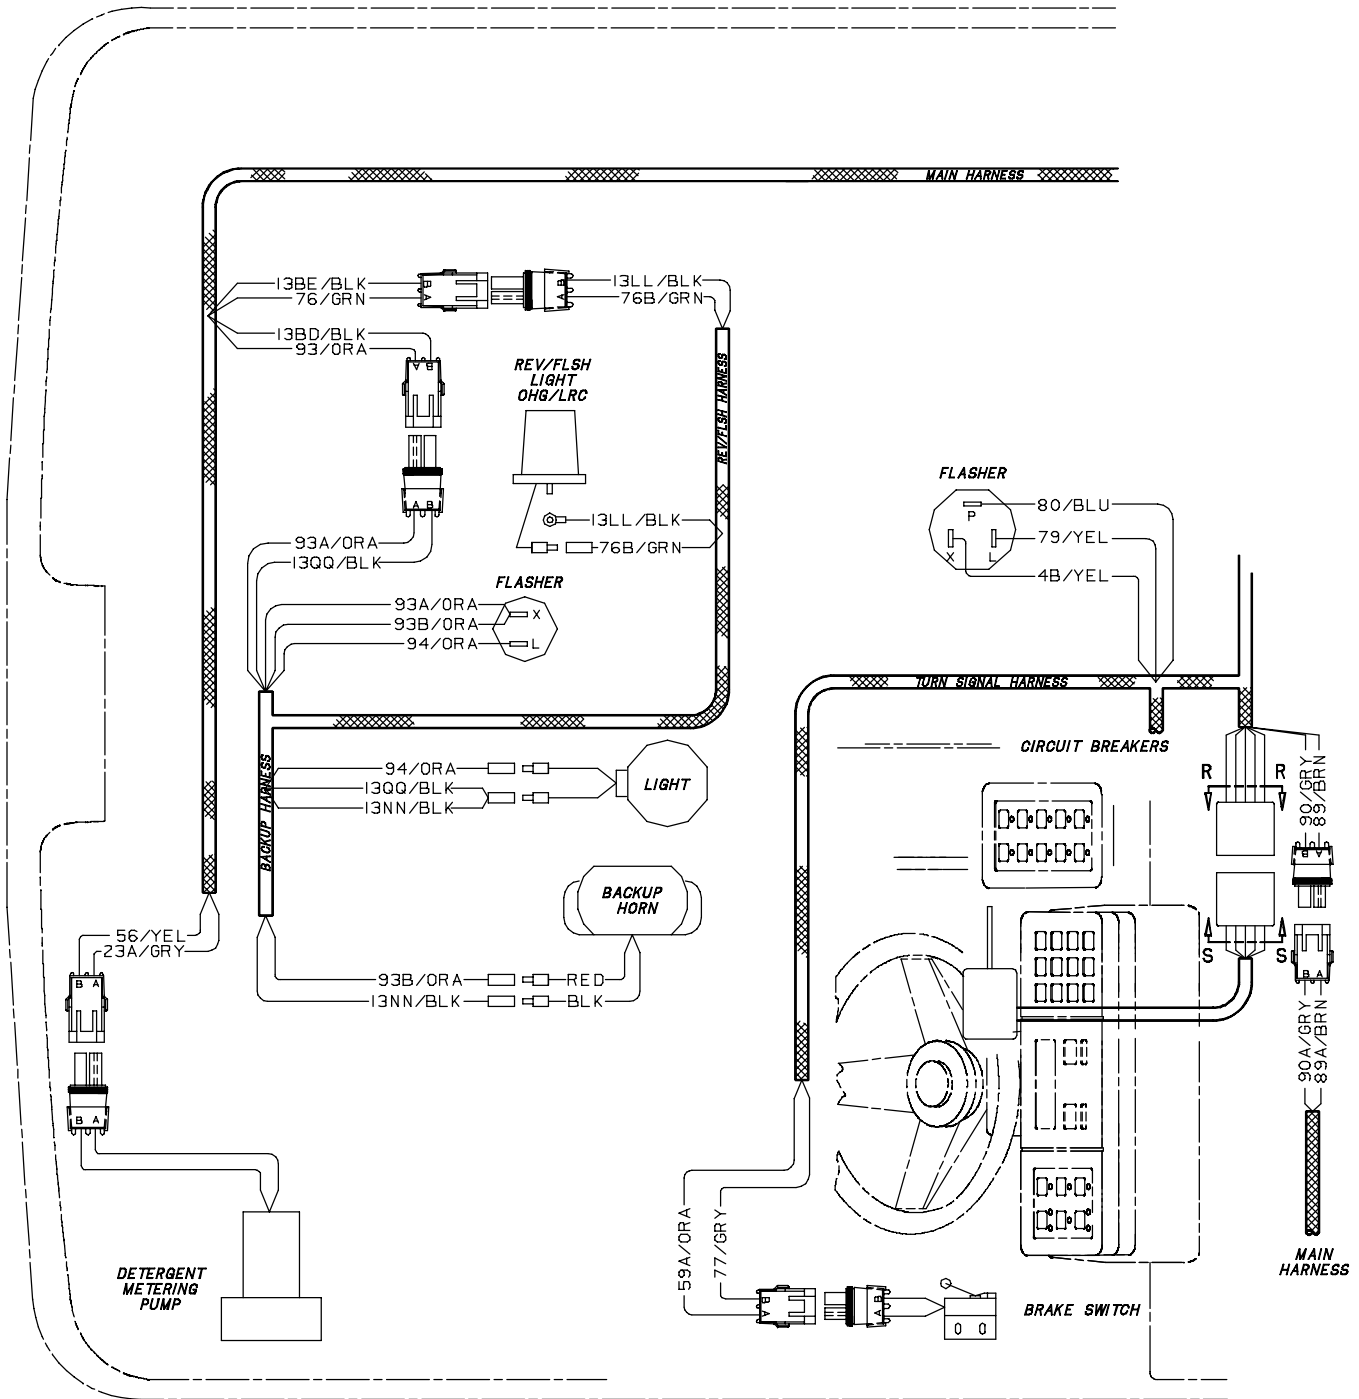 MAIN HARNESS
13BE/BLK
76/GRN
B
A
B
A
13LL/BLK
76B/GRN
13BD/BLK
93/ORA
A B
REV/FLSH
LIGHT
OHG/LRC
REV/FLSH HARNESS
A B
13LL/BLK
76B/GRN
93A/ORA
13QQ/BLK
FLASHER
P
X
L
80/BLU
79/YEL
4B/YEL
FLASHER
93A/ORA
93B/ORA
94/ORA
X
L
TURN SIGNAL HARNESS
CIRCUIT BREAKERS
BACKUP HARNESS
94/ORA
13QQ/BLK
13NN/BLK
LIGHT
R
R
90/GRY
89/BRN
B A
BACKUP
HORN
56/YEL
23A/GRY
B A
93B/ORA
13NN/BLK
RED
BLK
S
S
B A
90A/GRY
89A/BRN
B A
DETERGENT
METERING
PUMP
59A/ORA
77/GRY
B
A
B
A
BRAKE SWITCH
MAIN
HARNESS